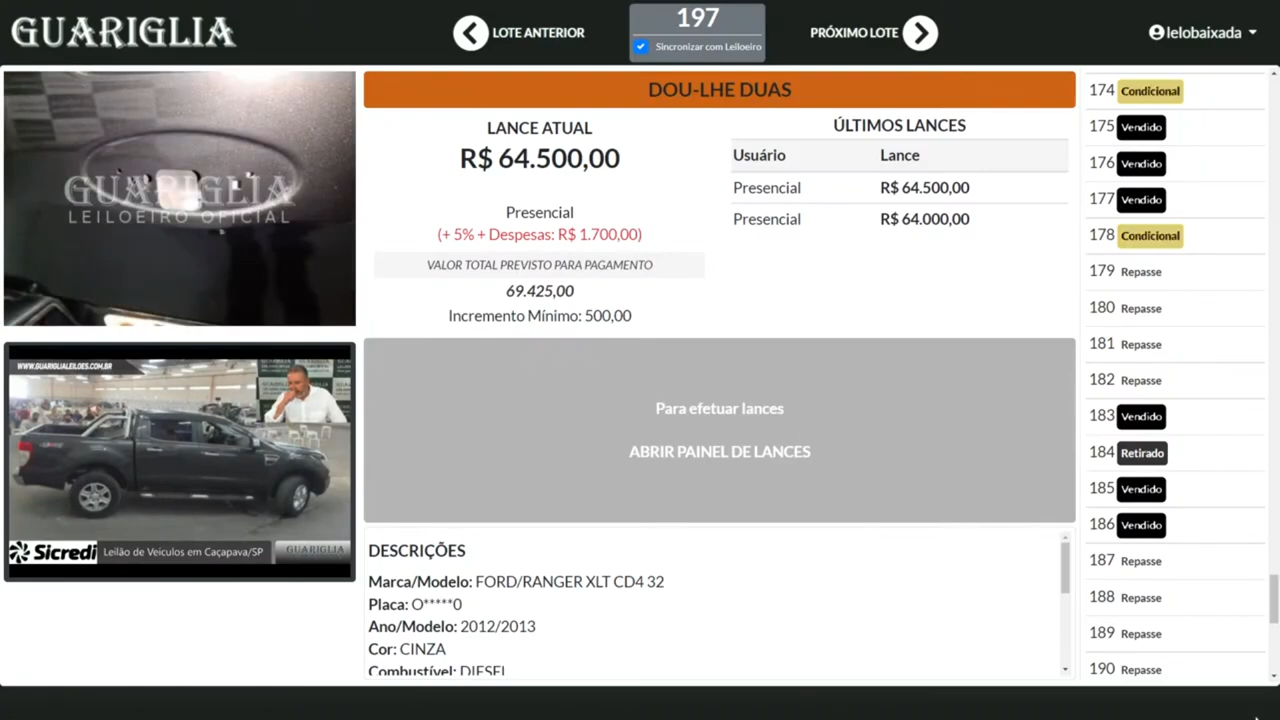 GUARIGLIA
LOTE ANTERIOR
197
Sincronizar com Leiloeiro
PRÓXIMO LOTE
lelobaixada
GUARIGLIA
LEILOEIRO OFICIAL
DOU-LHE DUAS
LANCE ATUAL
R$ 64.500,00
Presencial
(+ 5% + Despesas: R$ 1.700,00)
VALOR TOTAL PREVISTO PARA PAGAMENTO
69.425,00
Incremento Mínimo: 500,00
ÚLTIMOS LANCES
Usuário Lance
Presencial R$ 64.500,00
Presencial R$ 64.000,00
WWW.GUARIGLIALEILOES.COM.BR
Sicredi
Leilão de Veiculos em Caçapava/SP
GUARIGLIA
Para efetuar lances
ABRIR PAINEL DE LANCES
DESCRIÇÕES
Marca/Modelo: FORD/RANGER XLT CD4 32
Placa: O*****0
Ano/Modelo: 2012/2013
Cor: CINZA
Combustível: DIESEL
174 Condicional
175 Vendido
176 Vendido
177 Vendido
178 Condicional
179 Repasse
180 Repasse
181 Repasse
182 Repasse
183 Vendido
184 Retirado
185 Vendido
186 Vendido
187 Repasse
188 Repasse
189 Repasse
190 Repasse